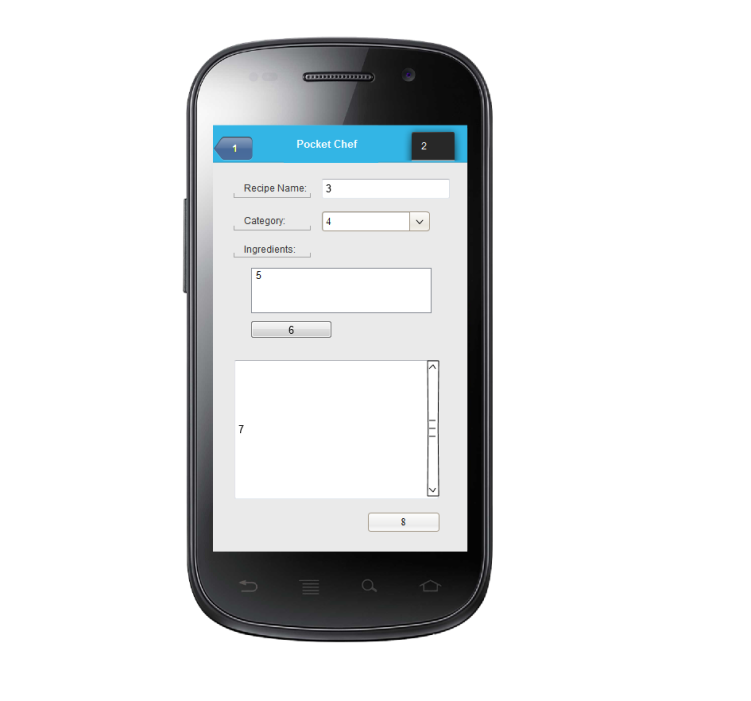 1 Pocket Chef 2
Recipe Name: 3
Category: 4
Ingredients:
5
6
7
8